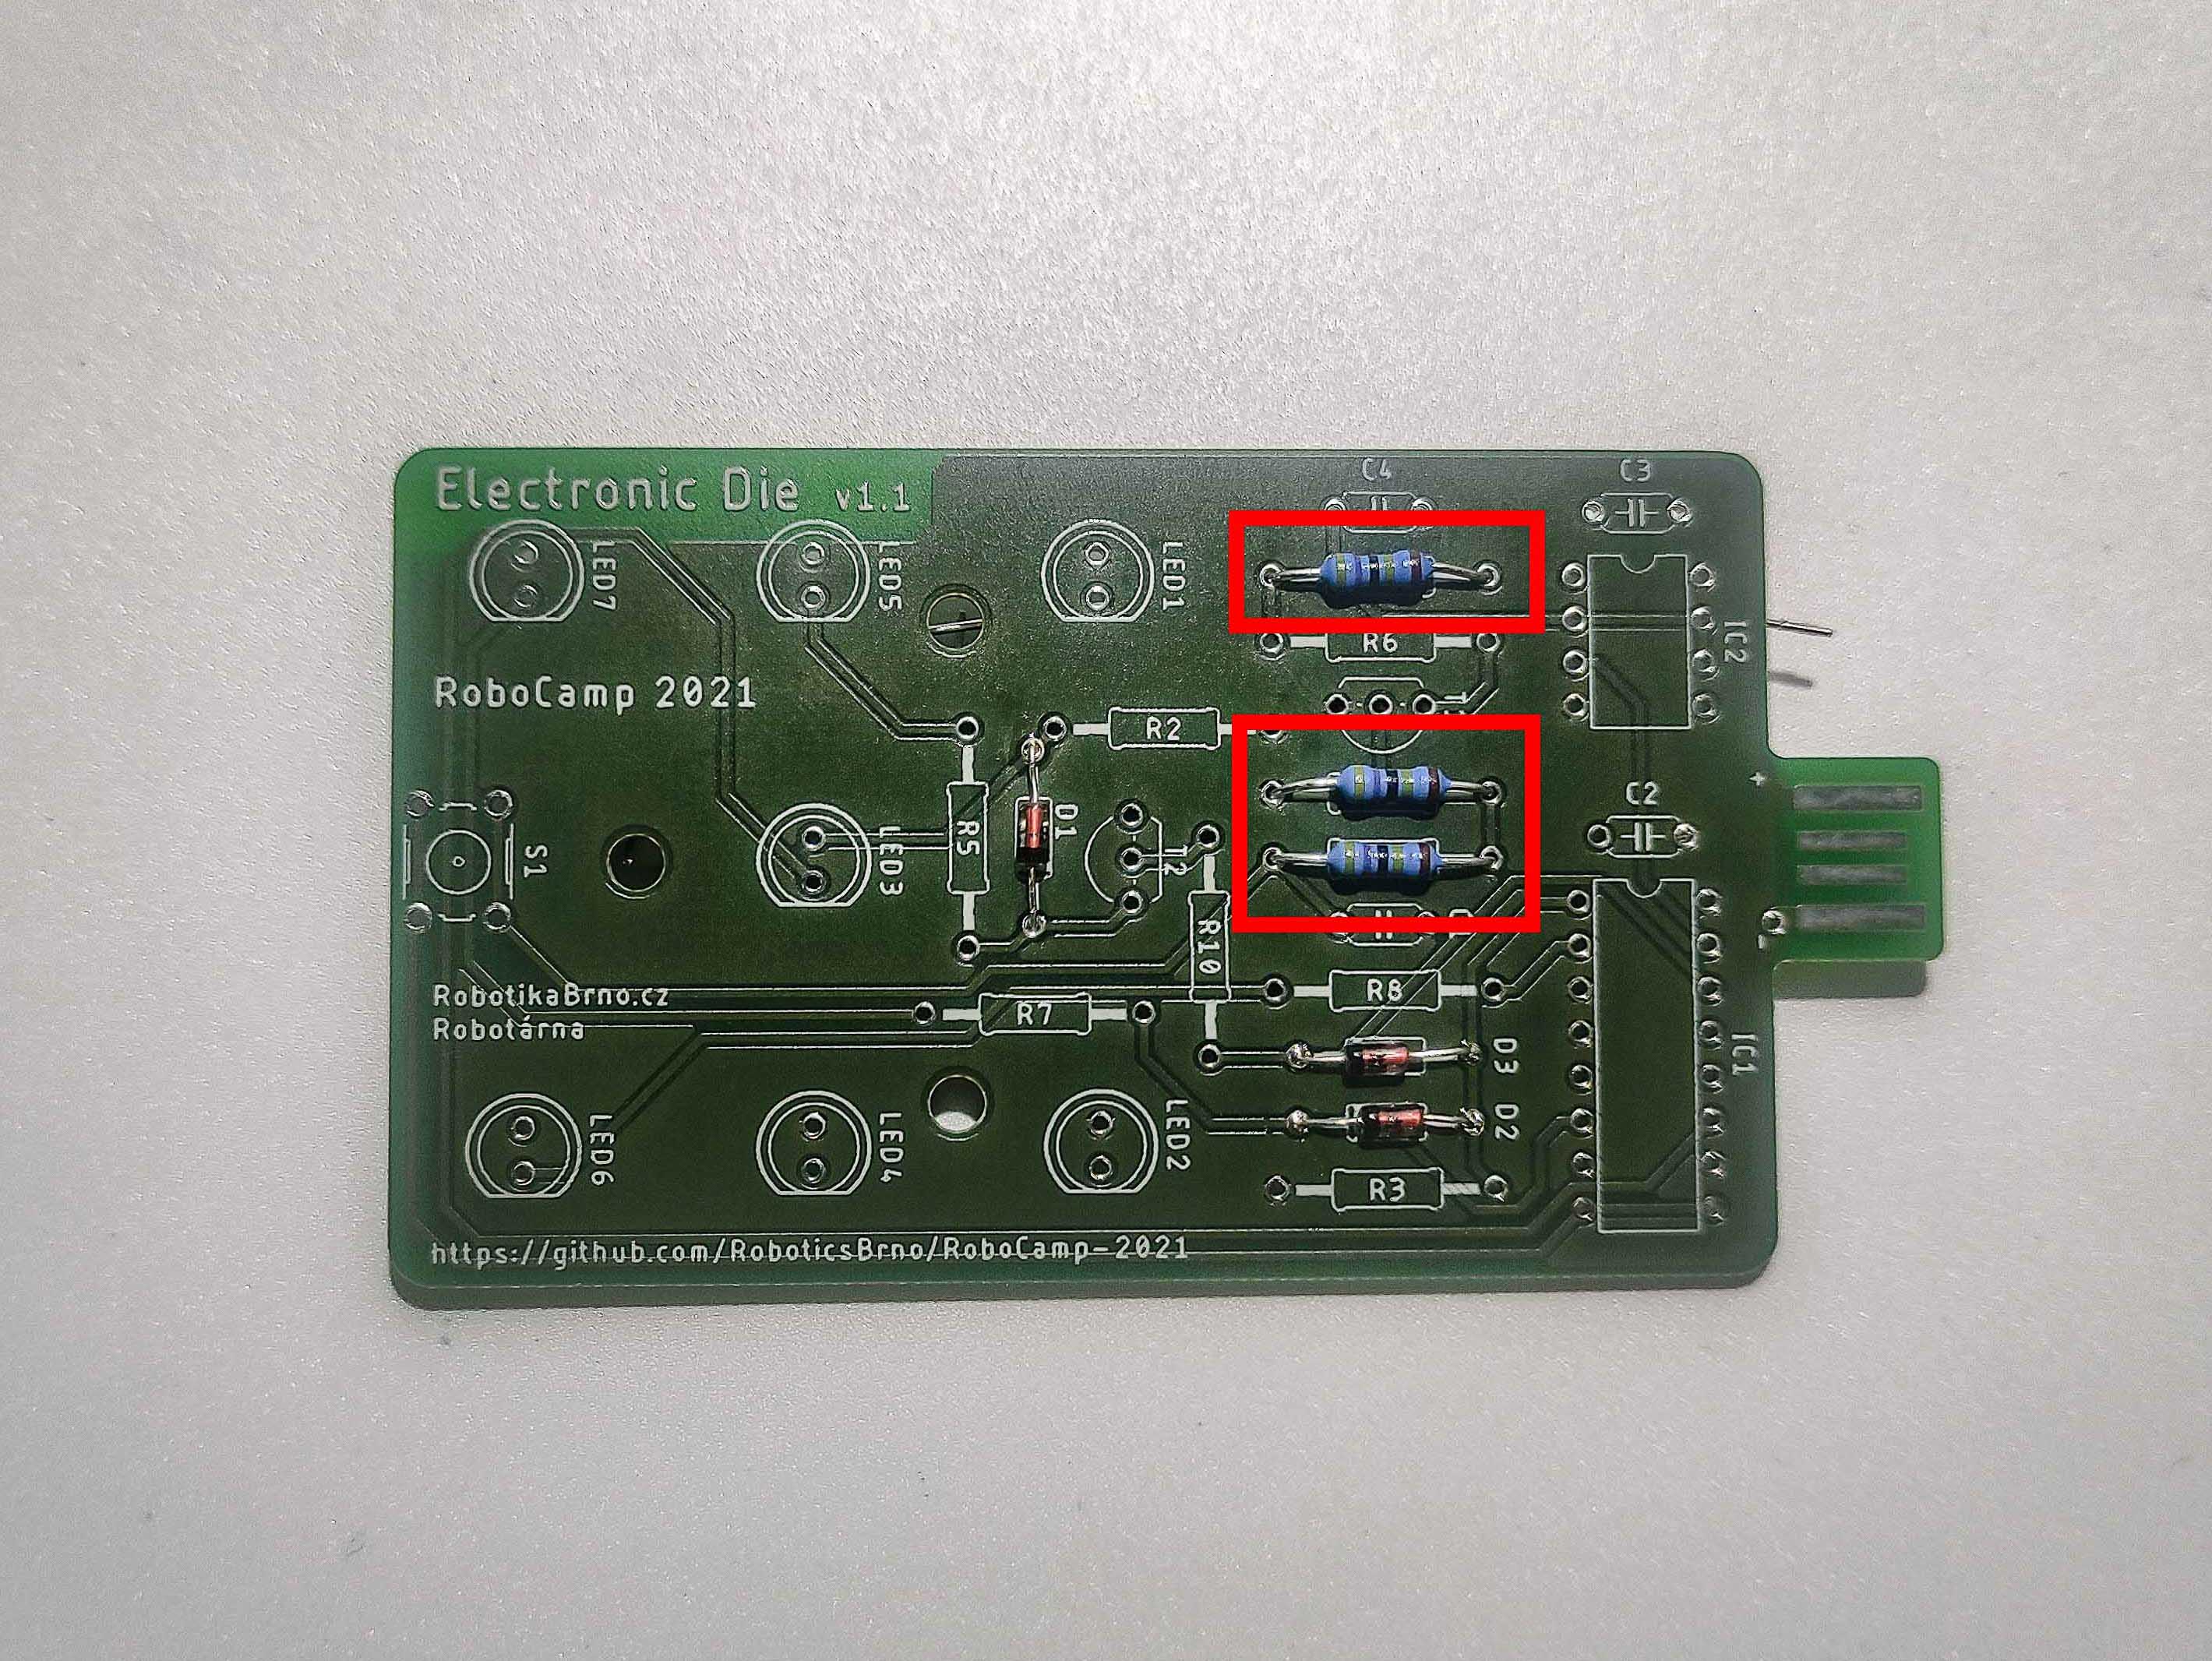 Electronic Die v1.1
C4
C3
LED7
LED5
LED1
R6
IC2
RoboCamp 2021
R2
+
C2
S1
LED3
R5
D1
T2
R10
R8
RobotikaBrno.cz
Robotárna
R7
D3
IC1
D2
LED6
LED4
LED2
R3
https://github.com/RoboticsBrno/RoboCamp-2021